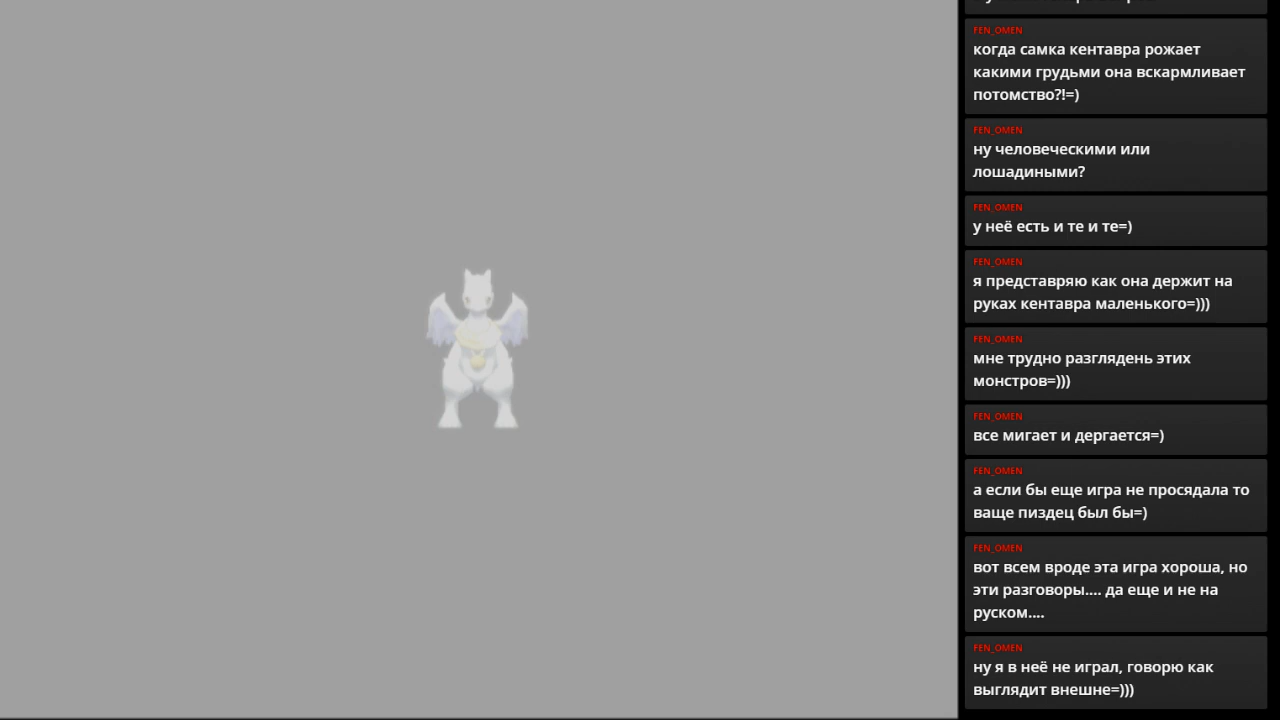 FEN_OMEN
когда самка кентавра рожает
какими грудьми она вскармливает
потомство?!=)
FEN_OMEN
ну человеческими или
лошадиными?
FEN_OMEN
у неё есть и те и те=)
FEN_OMEN
я представряю как она держит на
руках кентавра маленького=)))
FEN_OMEN
мне трудно разглядень этих
монстров=)))
FEN_OMEN
все мигает и дергается=)
FEN_OMEN
а если бы еще игра не просядала то
ваще пиздец был бы=)
FEN_OMEN
вот всем вроде эта игра хороша, но
эти разговоры.... да еще и не на
руском....
FEN_OMEN
ну я в неё не играл, говорю как
выглядит внешне=)))